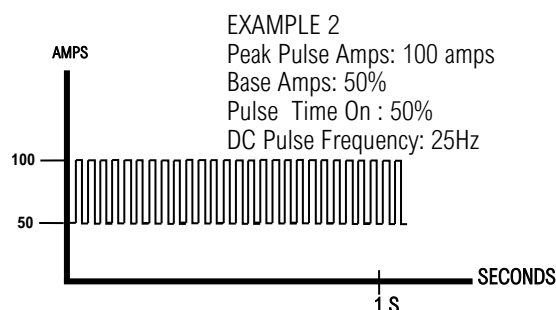 EXAMPLE 2
AMPS
Peak Pulse Amps: 100 amps
Base Amps: 50%
Pulse Time On : 50%
DC Pulse Frequency: 25Hz
100
50
SECONDS
1 S